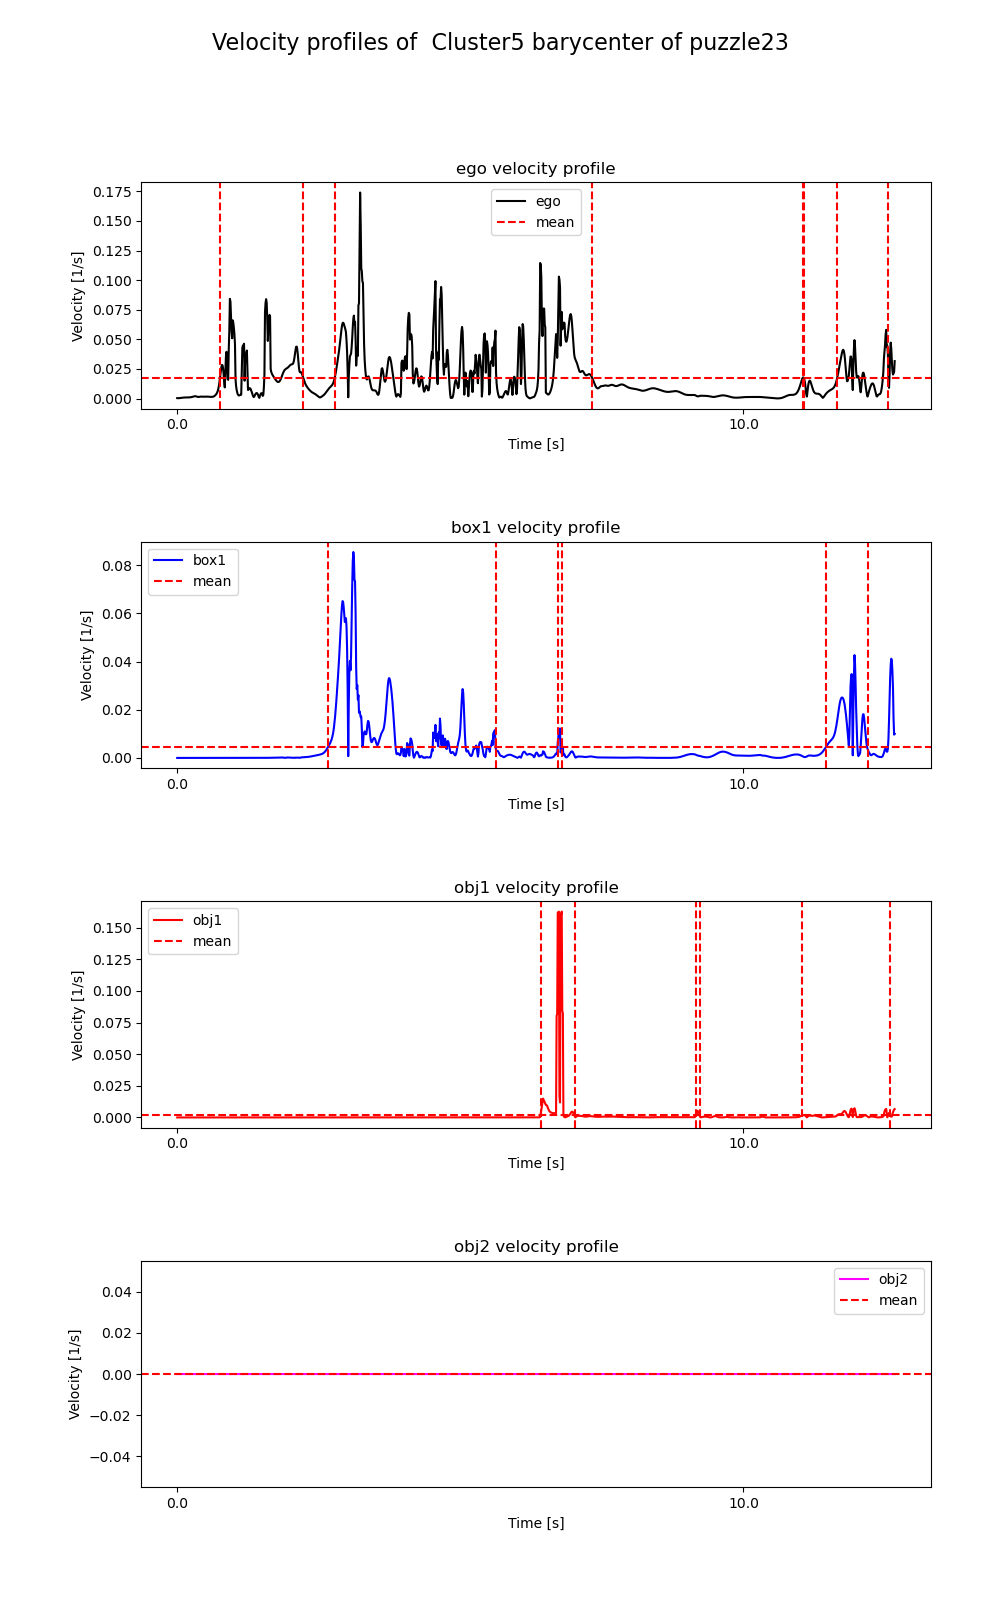 Velocity profiles of  Cluster5 barycenter of puzzle23
ego velocity profile
Velocity [1/s]
0.175
0.150
0.125
0.100
0.075
0.050
0.025
0.000
ego
mean
0.0
10.0
Time [s]
box1 velocity profile
Velocity [1/s]
0.08
0.06
0.04
0.02
0.00
box1
mean
0.0
10.0
Time [s]
obj1 velocity profile
Velocity [1/s]
0.150
0.125
0.100
0.075
0.050
0.025
0.000
obj1
mean
0.0
10.0
Time [s]
obj2 velocity profile
Velocity [1/s]
0.04
0.02
0.00
−0.02
−0.04
obj2
mean
0.0
10.0
Time [s]